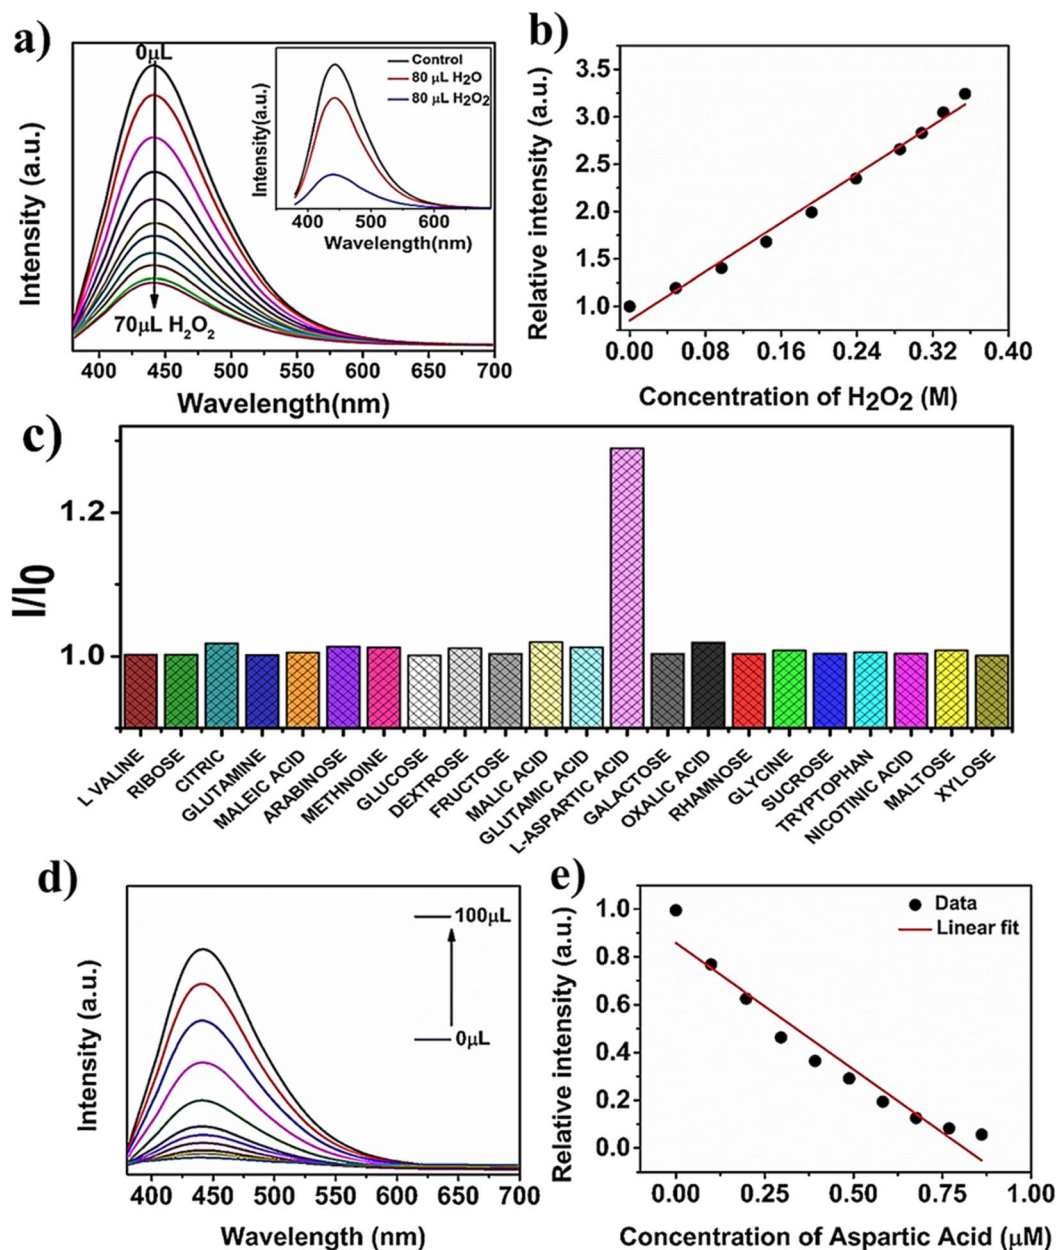 a)
0μL
70μL H2O2
Intensity (a.u.)
400 450 500 550 600 650 700
Wavelength(nm)
Control
80 μL H2O
80 μL H2O2
Intensity(a.u.)
400 500 600
Wavelength(nm)
b)
Relative intensity (a.u.)
3.5
3.0
2.5
2.0
1.5
1.0
0.00 0.08 0.16 0.24 0.32 0.40
Concentration of H2O2 (M)
c)
I/I0
1.2
1.0
L VALINE
RIBOSE
CITRIC
GLUTAMINE
MALEIC ACID
ARABINOSE
METHNOINE
GLUCOSE
DEXTROSE
FRUCTOSE
MALIC ACID
GLUTAMIC ACID
L-ASPARTIC ACID
GALACTOSE
OXALIC ACID
RHAMNOSE
GLYCINE
SUCROSE
TRYPTOPHAN
NICOTINIC ACID
MALTOSE
XYLOSE
d)
Intensity (a.u.)
100μL
0μL
400 450 500 550 600 650 700
Wavelength (nm)
e)
Relative intensity (a.u.)
1.0
0.8
0.6
0.4
0.2
0.0
Data
Linear fit
0.00 0.25 0.50 0.75 1.00
Concentration of Aspartic Acid (μM)